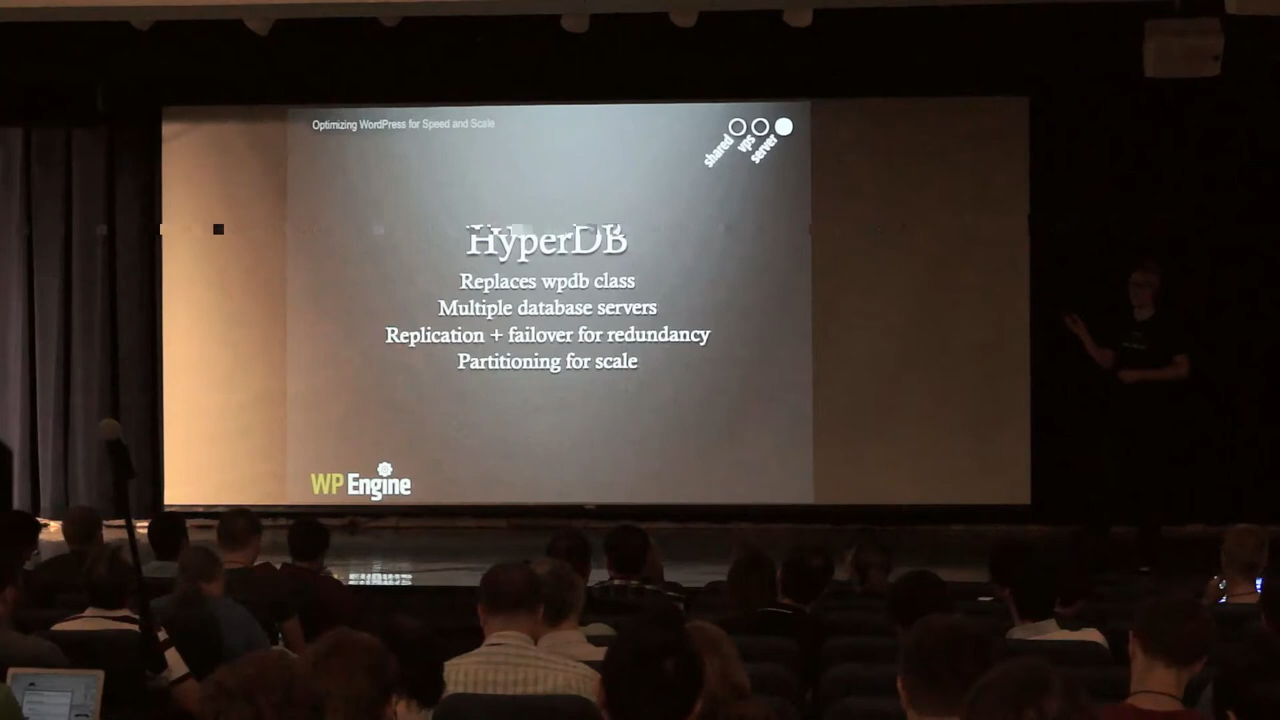 Optimizing WordPress for Speed and Scale
shared
vps
server
HyperDB
Replaces wpdb class
Multiple database servers
Replication + failover for redundancy
Partitioning for scale
WP Engine